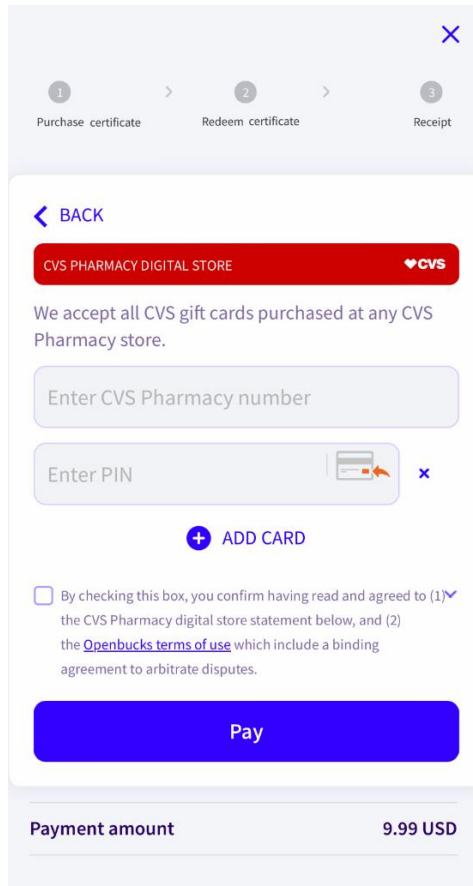 1
2
3
Purchase certificate
Redeem certificate
Receipt
BACK
CVS PHARMACY DIGITAL STORE
CVS
We accept all CVS gift cards purchased at any CVS
Pharmacy store.
Enter CVS Pharmacy number
Enter PIN
ADD CARD
By checking this box, you confirm having read and agreed to (1)
the CVS Pharmacy digital store statement below, and (2)
the Openbucks terms of use which include a binding
agreement to arbitrate disputes.
Pay
Payment amount
9.99 USD